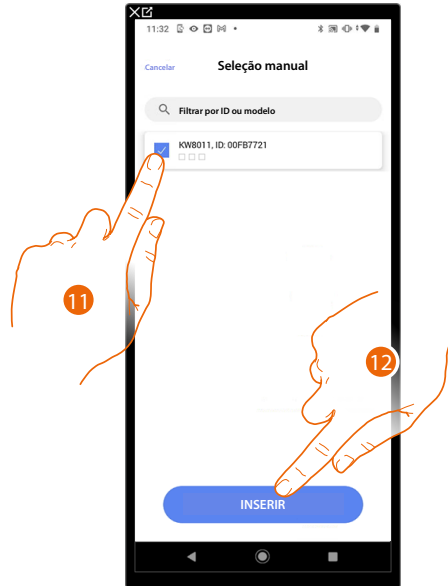 11:32
Cancelar
Seleção manual
Filtrar por ID ou modelo
KW8011, ID: 00FB7721
11
12
INSERIR